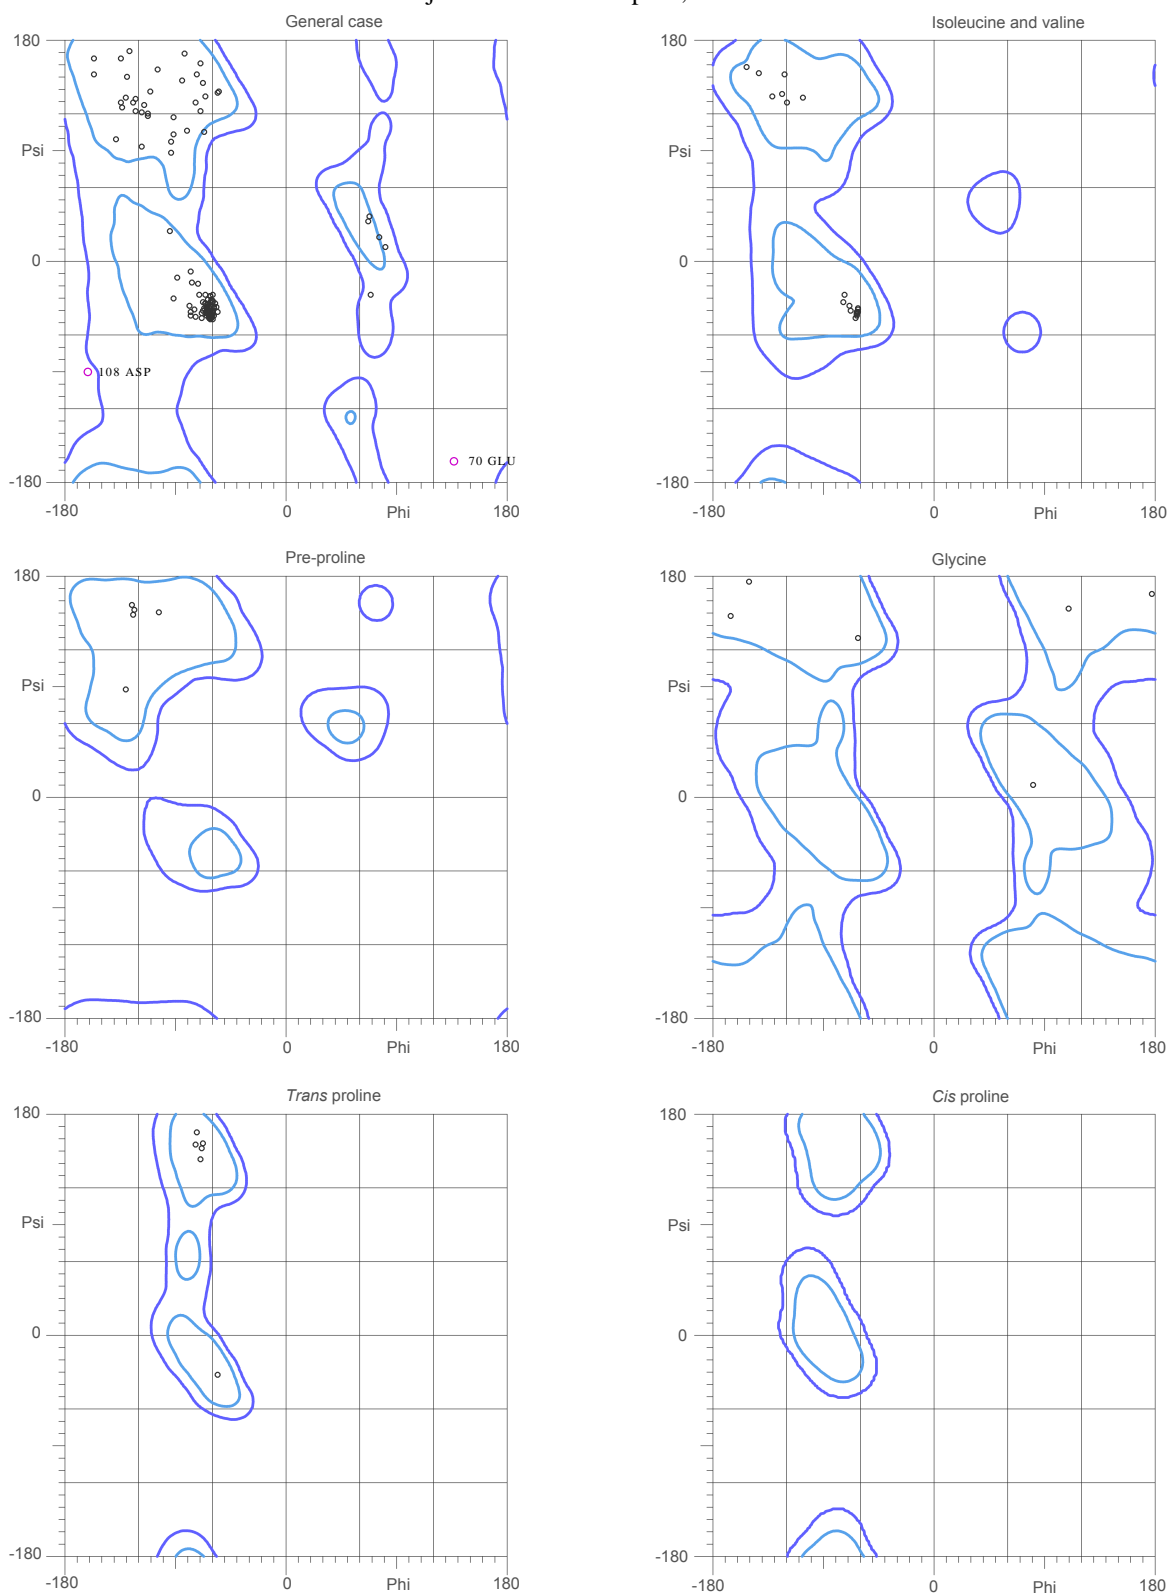 General case
Isoleucine and valine
180
Psi
0
-180
-180
0
Phi
180
108 ASP
70 GLU
180
Psi
0
-180
-180
0
Phi
180
Pre-proline
Glycine
180
Psi
0
-180
-180
0
Phi
180
180
Psi
0
-180
-180
0
Phi
180
Trans proline
Cis proline
180
Psi
0
-180
-180
0
Phi
180
180
Psi
0
-180
-180
0
Phi
180